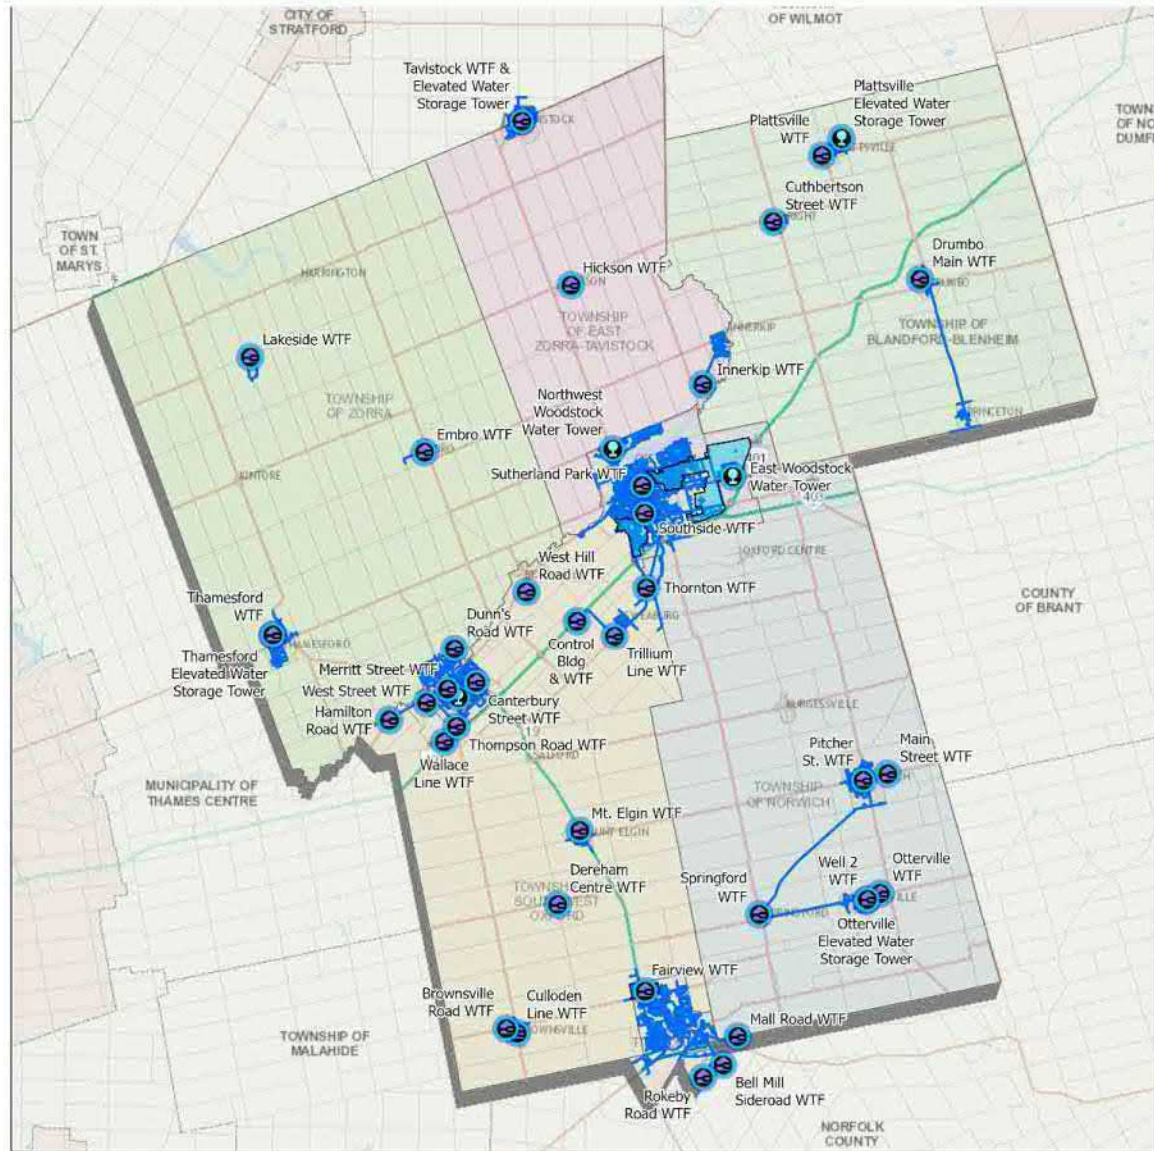 CITY OF
STRATFORD
OF WILMOT
Tavistock WTF &
Elevated Water
Storage Tower
Plattsville
Elevated Water
Storage Tower
Plattsville
WTF
Cuthbertson
Street WTF
TOWN
OF ST.
MARYS
Drumbo
Main WTF
HARRINGTON
Hickson WTF
TOWNSHIP
OF EAST
ZORRA-TAVISTOCK
TOWNSHIP OF
BLANDFORD-BLENHEIM
Lakeside WTF
Innerkip WTF
TOWNSHIP
OF ZORRA
Northwest
Woodstock
Water Tower
PRINCETON
Embro WTF
401
Sutherland Park WTF
East Woodstock
Water Tower
KINTORE
403
Southside WTF
OXFORD CENTRE
West Hill
Road WTF
Thornton WTF
COUNTY
OF BRANT
Thamesford
WTF
Dunn's
Road WTF
Control
Bldg
& WTF
Trillium
Line WTF
Thamesford
Elevated Water
Storage Tower
Merritt Street WTF
West Street WTF
Canterbury
Street WTF
Hamilton
Road WTF
BURGESSVILLE
19
Thompson Road WTF
Wallace
Line WTF
SALFORD
Pitcher
St. WTF
Main
Street WTF
MUNICIPALITY OF
THAMES CENTRE
TOWNSHIP
OF NORWICH
Mt. Elgin WTF
Dereham
Centre WTF
Springford
WTF
Well 2
WTF
Otterville
WTF
Otterville
Elevated Water
Storage Tower
Fairview WTF
Brownsville
Road WTF
Culloden
Line WTF
Mall Road WTF
TOWNSHIP OF
MALAHIDE
Rokeby
Road WTF
Bell Mill
Sideroad WTF
NORFOLK
COUNTY